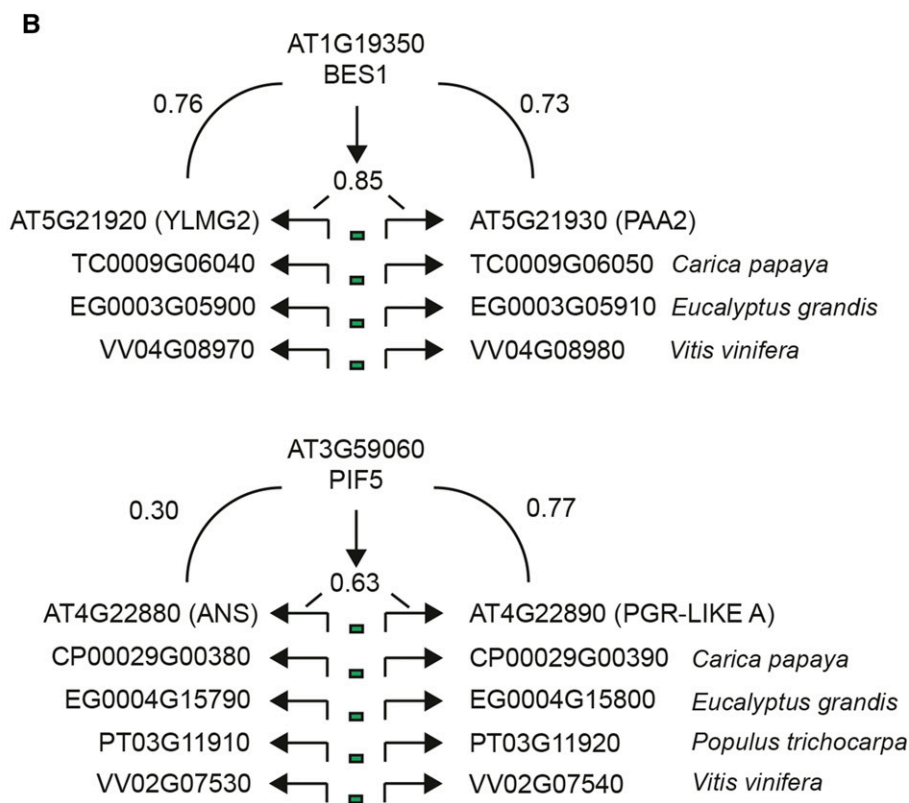 B
AT1G19350
BES1
0.76
0.73
0.85
AT5G21920 (YLMG2)
AT5G21930 (PAA2)
TC0009G06040
TC0009G06050 Carica papaya
EG0003G05900
EG0003G05910 Eucalyptus grandis
VV04G08970
VV04G08980 Vitis vinifera
AT3G59060
PIF5
0.30
0.77
0.63
AT4G22880 (ANS)
AT4G22890 (PGR-LIKE A)
CP00029G00380
CP00029G00390 Carica papaya
EG0004G15790
EG0004G15800 Eucalyptus grandis
PT03G11910
PT03G11920 Populus trichocarpa
VV02G07530
VV02G07540 Vitis vinifera